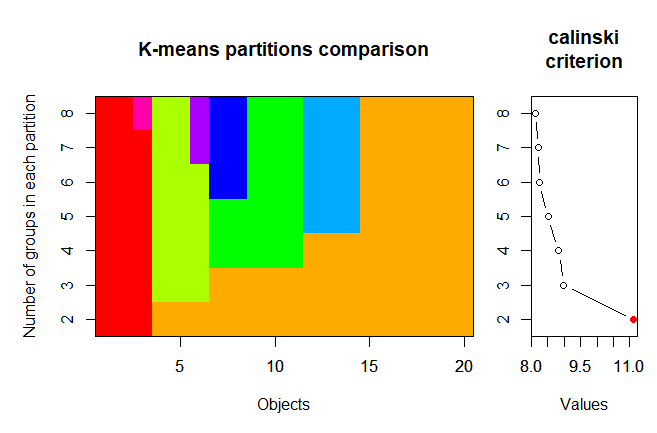 K-means partitions comparison
calinski
criterion
Number of groups in each partition
8
7
6
5
4
3
2
5 10 15 20
Objects
8
7
6
5
4
3
2
8.0 9.5 11.0
Values